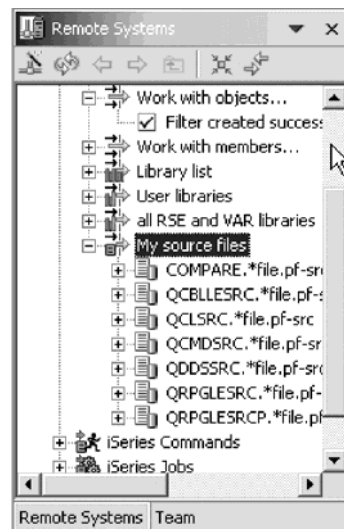 Remote Systems
Work with objects...
Filter created success
Work with members...
Library list
User libraries
all RSE and VAR libraries
My source files
COMPARE.*file.pf-src
QCBLLESRC.*file.pf-s
QCLSRC.*file.pf-src
QCMDSRC.*file.pf-sr
QDDSSRC.*file.pf-src
QRPGLESRC.*file.pf-
QRPGLESRCP.*file.pf
iSeries Commands
iSeries Jobs
Remote Systems Team